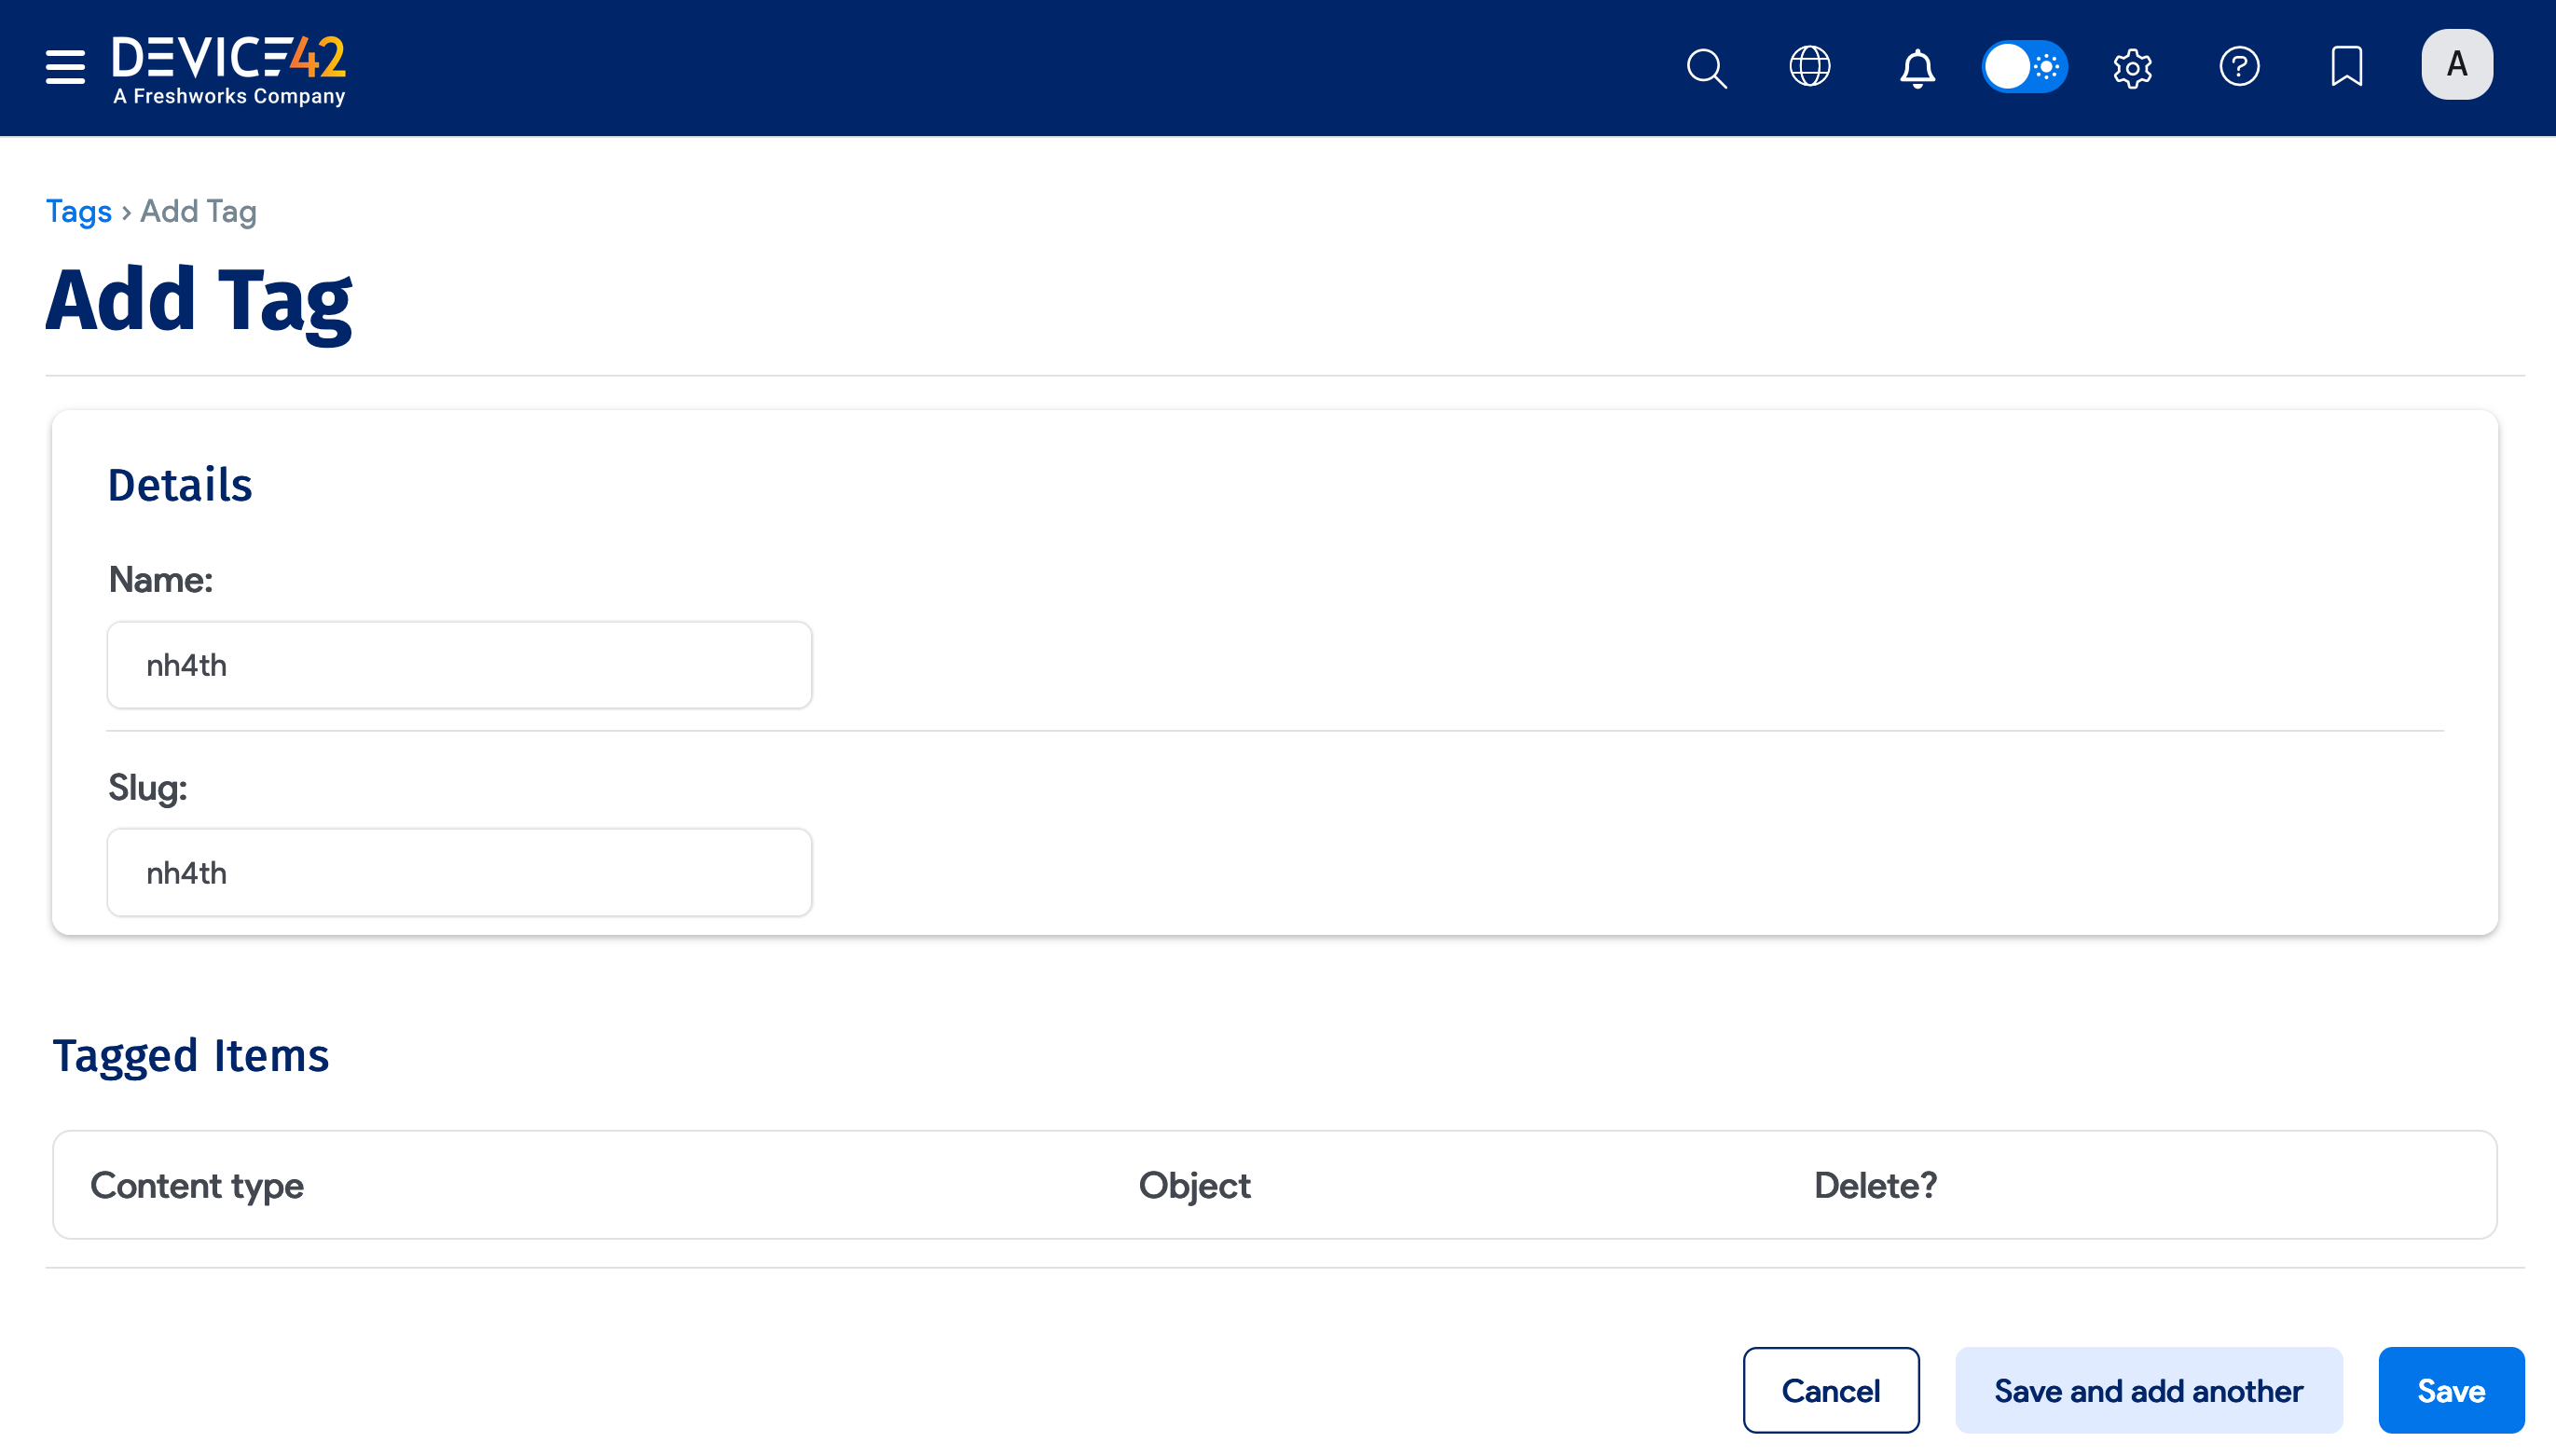 DEVICE42
A Freshworks Company
A
Tags › Add Tag
Add Tag
Details
Name:
nh4th
Slug:
nh4th
Tagged Items
Content type Object Delete?
Cancel Save and add another Save